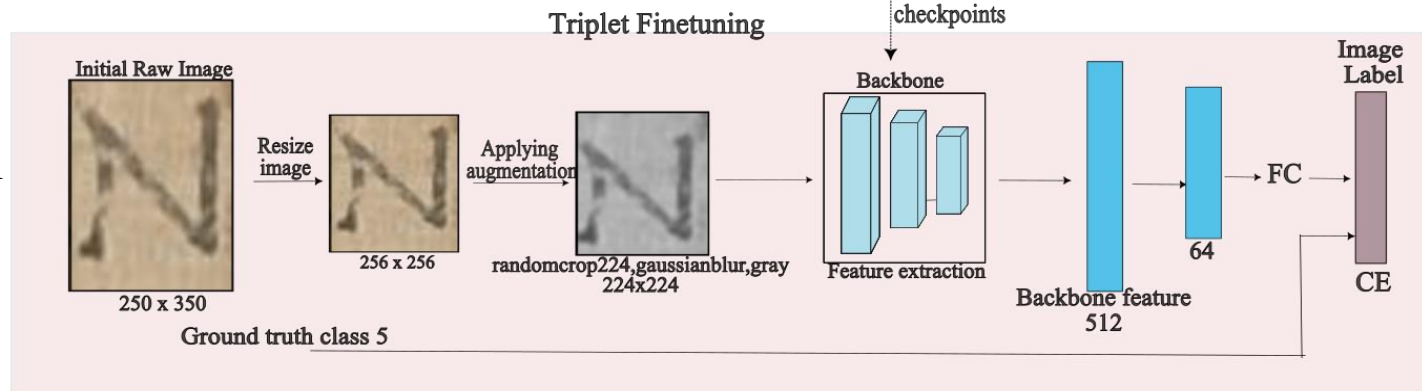 checkpoints
Triplet Finetuning
Initial Raw Image
250 x 350
Resize
image
256 x 256
Applying
augmentation
randomcrop224,gaussianblur,gray
224x224
Backbone
Feature extraction
Backbone feature
512
64
FC
Image
Label
CE
Ground truth class 5